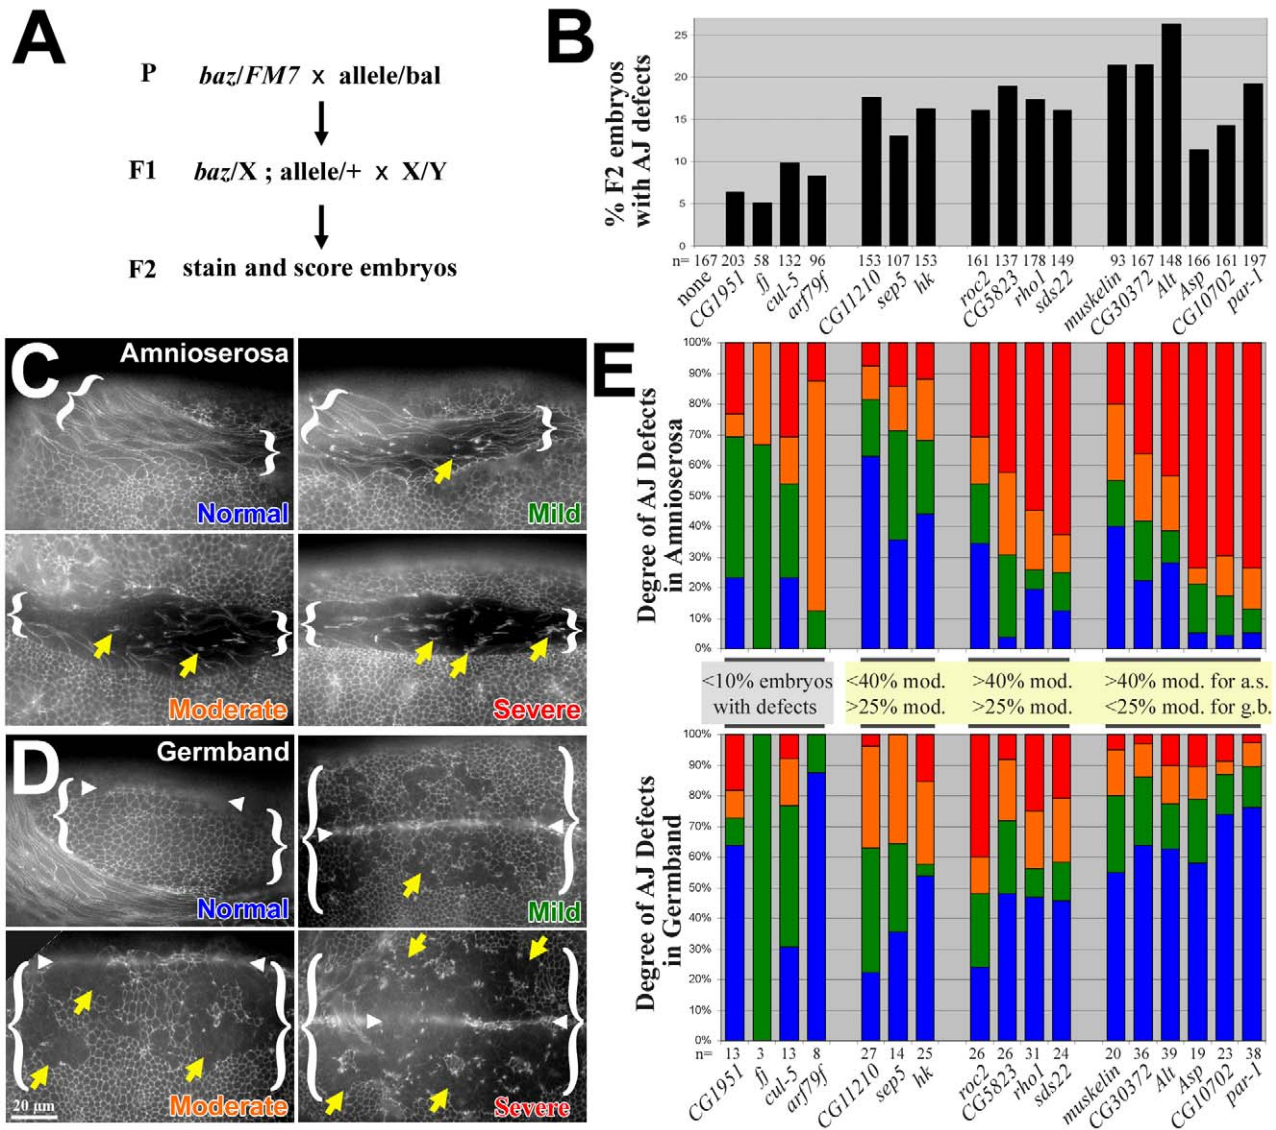 A
P baz/FM7 x allele/bal
F1 baz/X ; allele/+ x X/Y
F2 stain and score embryos
B
% F2 embryos
with AJ defects
25
20
15
10
5
0
n= 167 203 58 132 96 153 107 153 161 137 178 149 93 167 148 166 161 197
none CG1951 fj cul-5 arf79f CG11210 sep5 hk roc2 CG5823 rho1 sds22 muskelin CG30372 Alt Asp CG10702 par-1
C
Amnioserosa
Normal
Mild
Moderate
Severe
D
Germband
Normal
Mild
Moderate
Severe
20 μm
E
Degree of AJ Defects
in Amnioserosa
100%
90%
80%
70%
60%
50%
40%
30%
20%
10%
0%
<10% embryos
with defects
<40% mod.
>25% mod.
>40% mod.
>25% mod.
>40% mod. for a.s.
<25% mod. for g.b.
Degree of AJ Defects
in Germband
100%
90%
80%
70%
60%
50%
40%
30%
20%
10%
0%
n= 13 3 13 8 27 14 25 26 26 31 24 20 36 39 19 23 38
CG1951 fj cul-5 arf79f CG11210 sep5 hk roc2 CG5823 rho1 sds22 muskelin CG30372 Alt Asp CG10702 par-1